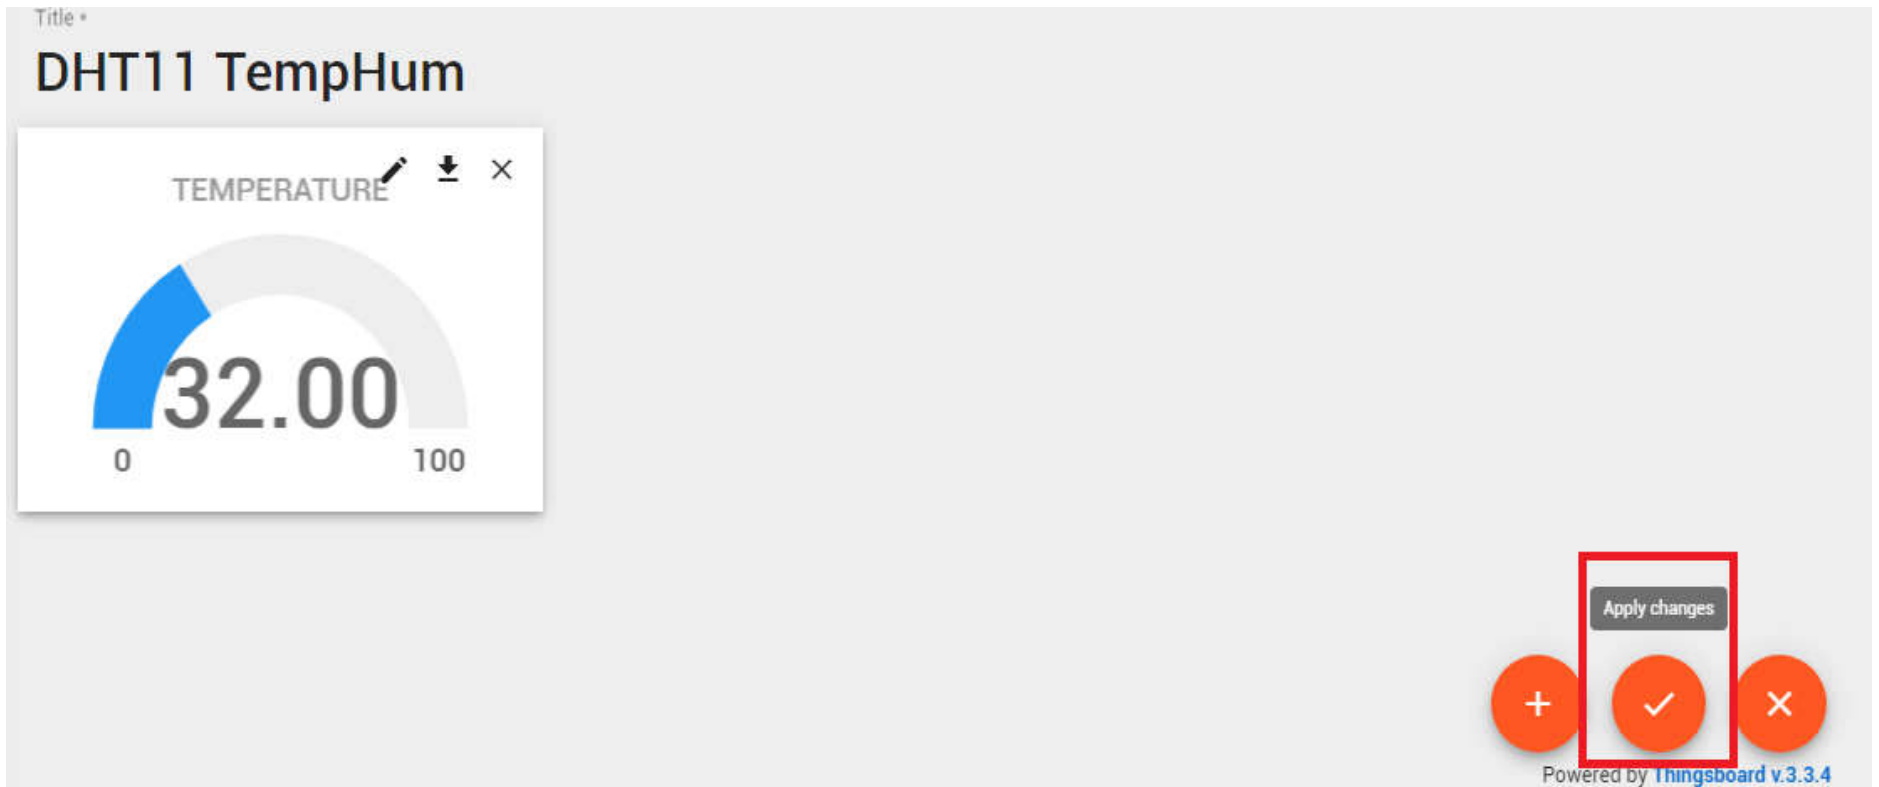 Title *
DHT11 TempHum
TEMPERATURE
32.00
0 100
Apply changes
Powered by Thingsboard v.3.3.4